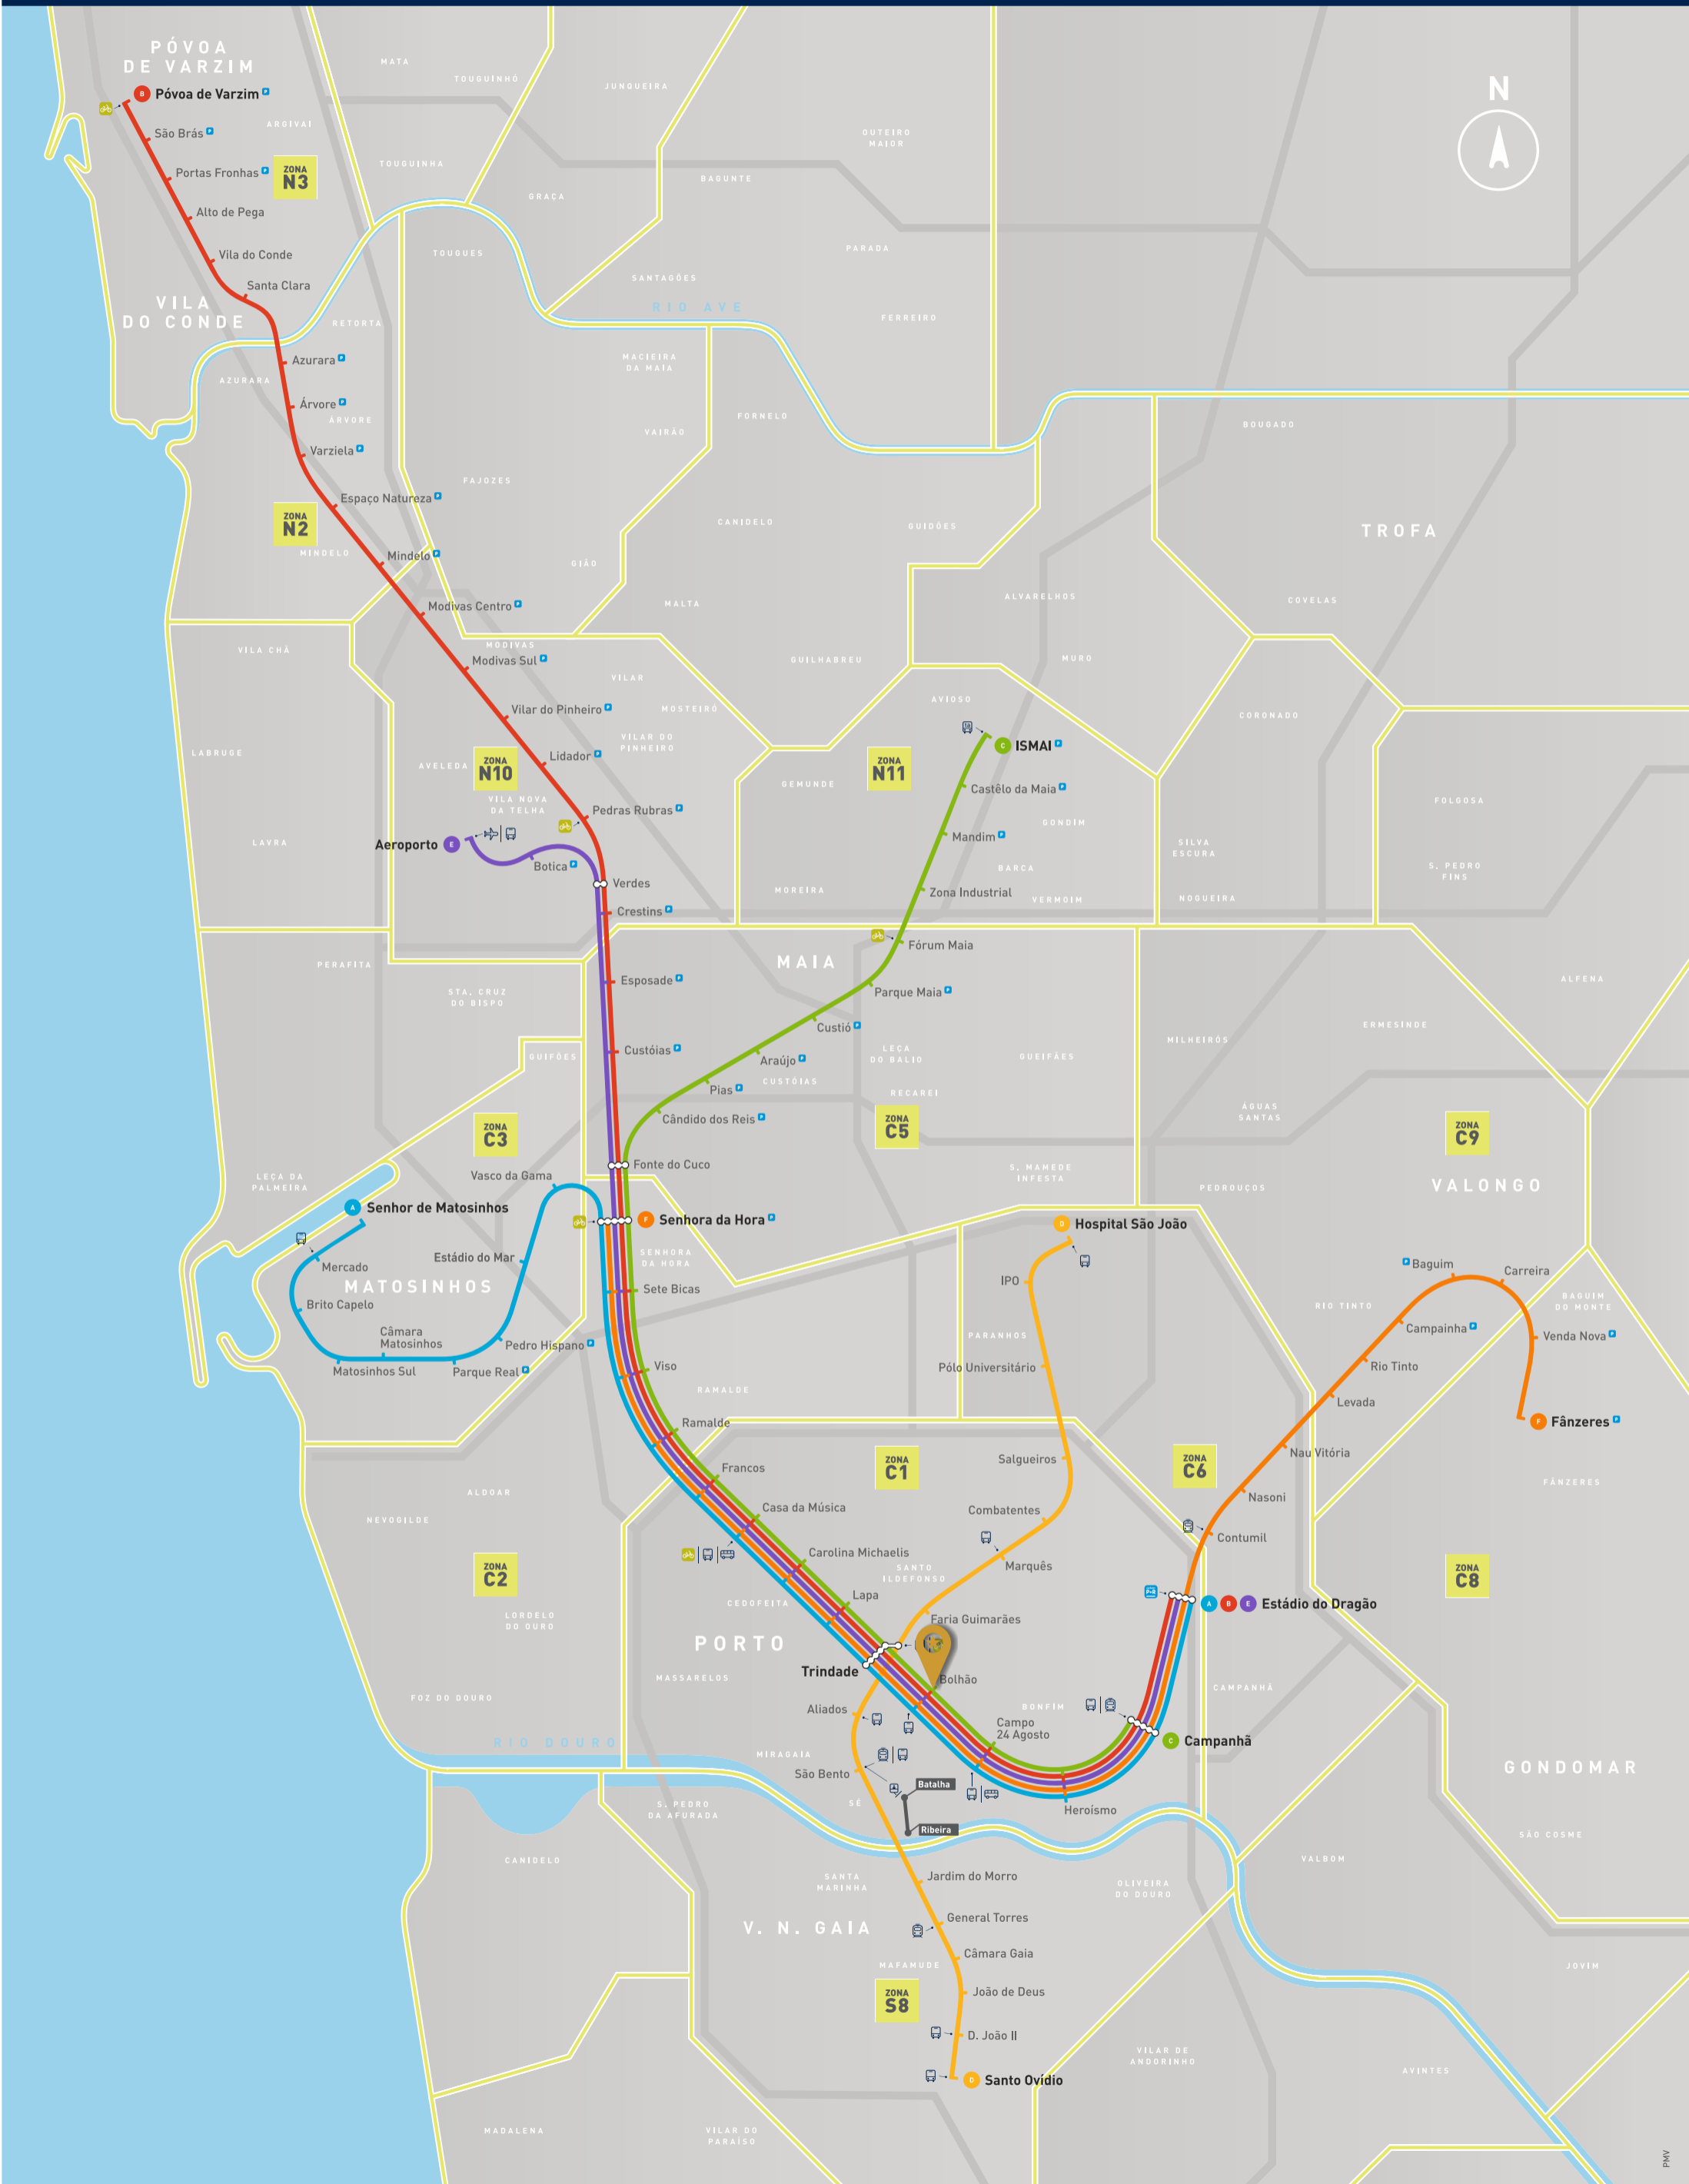 PÓVOA
DE VARZIM
B Póvoa de Varzim P
São Brás P
Portas Fronhas P
Alto de Pega
Vila do Conde
Santa Clara
ZONA
N3
VILA
DO CONDE
ARGIVAI
MATA
TOUGUINHÓ
JUNQUEIRA
TOUGUINHA
GRAÇA
BAGUNTE
OUTEIRO
MAIOR
N
TOUGUES
SANTAGÕES
PARADA
RIO AVE
FERREIRO
RETORTA
MACIEIRA
DA MAIA
AZURARA
Azurara P
Árvore P
ÁRVORE
Varziela P
Espaço Natureza P
FORNELO
VAIRÃO
FAJOZES
CANIDELO
GUIDÕES
BOUGADO
TROFA
ZONA
N2
MINDELO
Mindelo P
GIÃO
MALTA
Modivas Centro P
ALVARELHOS
COVELAS
VILA CHÃ
MODIVAS
Modivas Sul P
VILAR
GUILHABREU
MURO
Vilar do Pinheiro P
MOSTEIRÓ
AVIOSO
CORONADO
VILAR DO
PINHEIRO
LABRUGE
AVELEDA
ZONA
N10
Lidador P
ZONA
N11
C ISMAI P
Castêlo da Maia P
GEMUNDE
VILA NOVA
DA TELHA
Pedras Rubras P
FOLGOSA
GONDIM
Mandim P
LAVRA
Aeroporto E
Botica P
BARCA
SILVA
ESCURA
S. PEDRO
FINS
Verdes
MOREIRA
Zona Industrial
VERMOIM
NOGUEIRA
Crestins P
Fórum Maia
PERAFITA
MAIA
ALFENA
Esposade P
Parque Maia P
STA. CRUZ
DO BISPO
Custió P
ERMESINDE
MILHEIRÓS
Custóias P
GUIFÕES
Araújo P
LEÇA
DO BALIO
GUEIFÃES
Pias P
CUSTÓIAS
RECAREI
Cândido dos Reis P
ÁGUAS
SANTAS
ZONA
C3
ZONA
C5
ZONA
C9
Fonte do Cuco
S. MAMEDE
INFESTA
PEDROUÇOS
VALONGO
LEÇA DA
PALMEIRA
Vasco da Gama
A Senhor de Matosinhos
F Senhora da Hora P
D Hospital São João
SENHORA
DA HORA
Mercado
Estádio do Mar
MATOSINHOS
Brito Capelo
Câmara
Matosinhos
Matosinhos Sul
Parque Real P
Pedro Hispano P
Sete Bicas
IPO
P Baguim
Carreira
RIO TINTO
BAGUIM
DO MONTE
Campainha P
Venda Nova P
PARANHOS
Pólo Universitário
Rio Tinto
Viso
RAMALDE
Levada
F Fânzeres P
Ramalde
Nau Vitória
Francos
ZONA
C1
Salgueiros
ZONA
C6
FÂNZERES
ALDOAR
NEVOGILDE
Casa da Música
Combatentes
Nasoni
Contumil
Carolina Michaelis
SANTO
ILDEFONSO
Marquês
ZONA
C2
ZONA
C8
Lapa
CEDOFEITA
A B E Estádio do Dragão
LORDELO
DO OURO
Faria Guimarães
PORTO
Trindade
MASSARELOS
Bolhão
FOZ DO DOURO
CAMPANHÃ
Aliados
BONFIM
Campo
24 Agosto
RIO DOURO
C Campanhã
MIRAGAIA
São Bento
Batalha
Ribeira
SÉ
Heroísmo
GONDOMAR
S. PEDRO
DA AFURADA
SÃO COSME
CANIDELO
VALBOM
SANTA
MARINHA
Jardim do Morro
OLIVEIRA
DO DOURO
V. N. GAIA
General Torres
Câmara Gaia
MAFAMUDE
JOVIM
ZONA
S8
João de Deus
D. João II
VILAR DE
ANDORINHO
AVINTES
D Santo Ovídio
MADALENA
VILAR DO
PARAÍSO
PMV